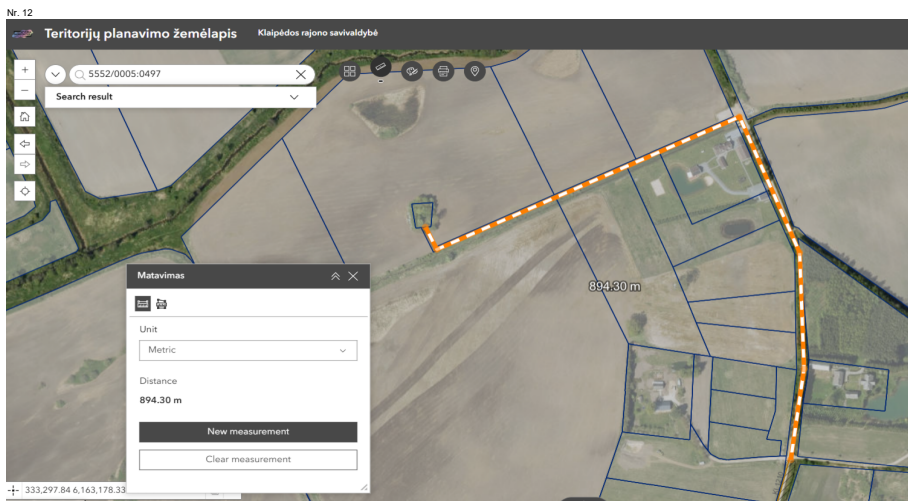 Nr. 12
Teritorijų planavimo žemėlapis Klaipėdos rajono savivaldybė
5552/0005:0497
Search result
894.30 m
Matavimas
Unit
Metric
Distance
894.30 m
New measurement
Clear measurement
333,297.84 6,163,178.33